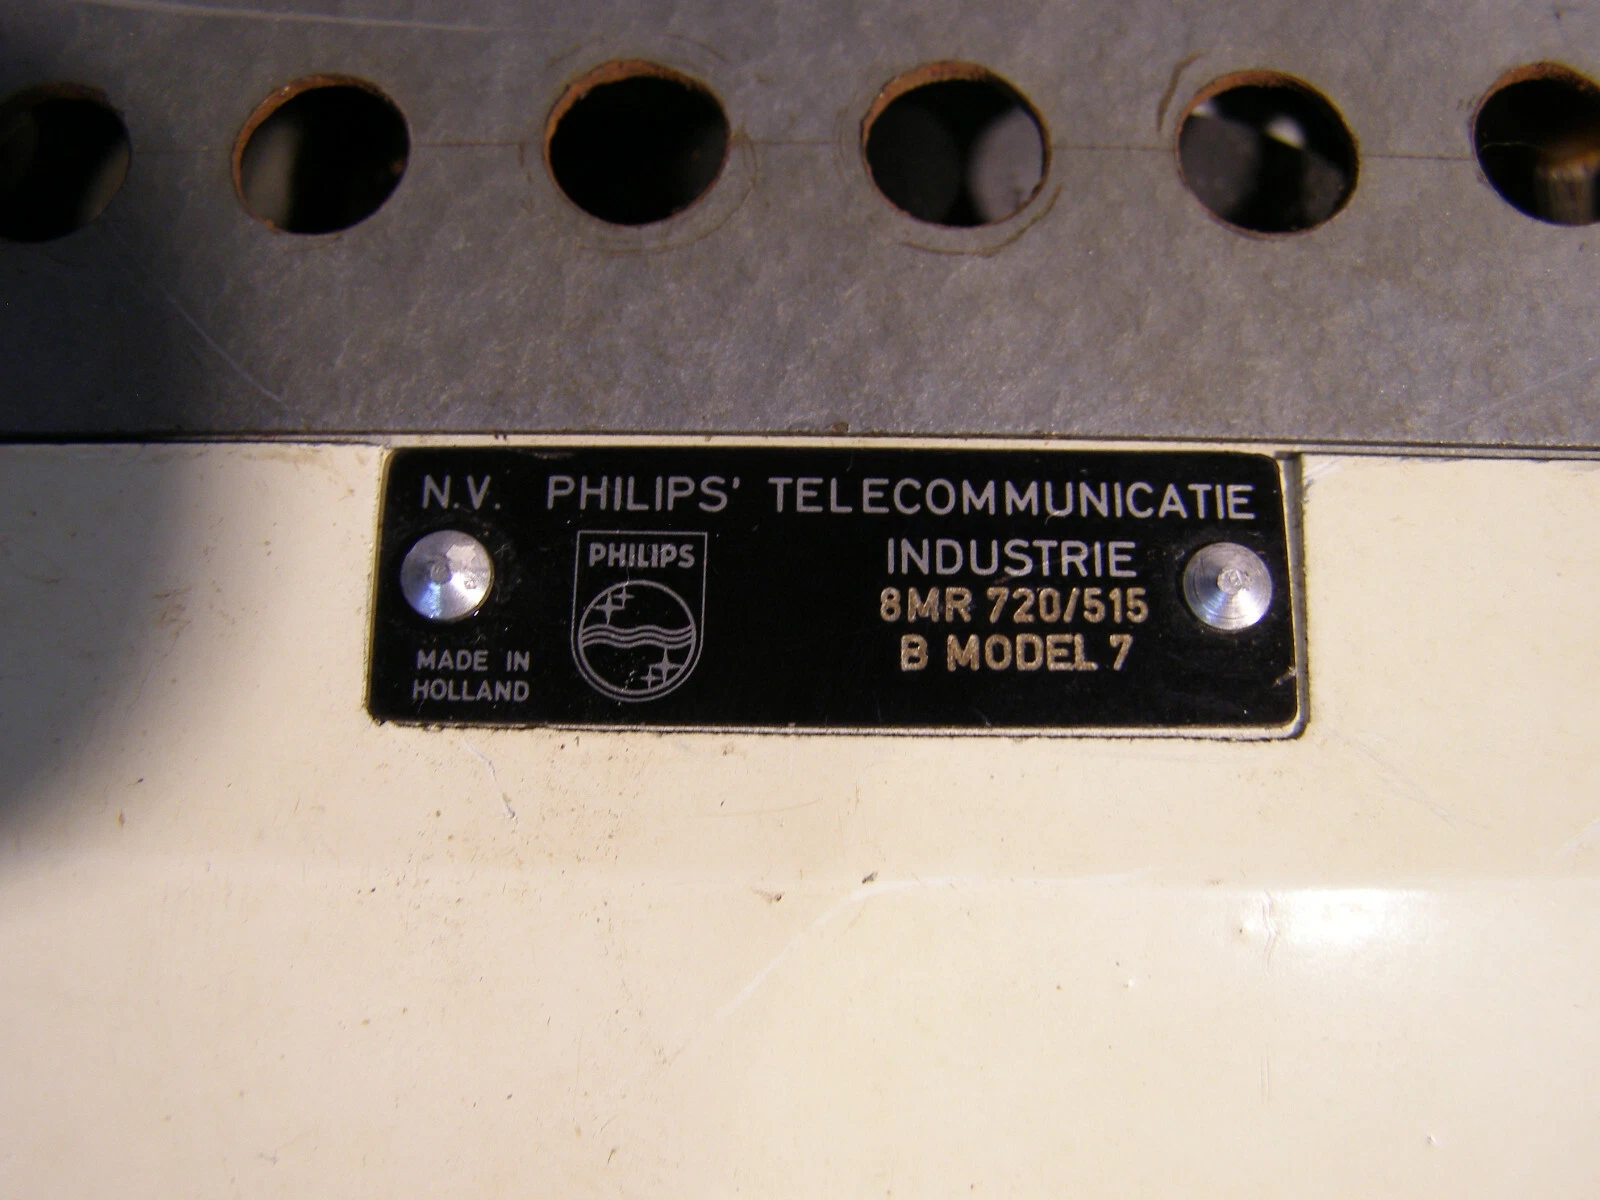 N.V. PHILIPS' TELECOMMUNICATIE
INDUSTRIE
PHILIPS
8MR 720/515
B MODEL 7
MADE IN
HOLLAND